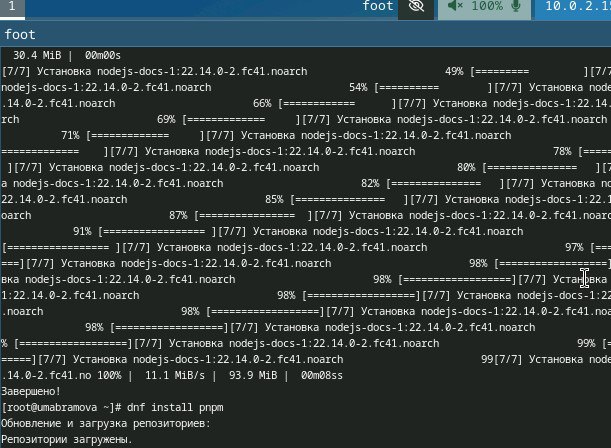 1 foot 100% 10.0.2.15
foot
30.4 MiB | 00m00s
[7/7] Установка nodejs-docs-1:22.14.0-2.fc41.noarch 49% [========= ][7/7
nodejs-docs-1:22.14.0-2.fc41.noarch 54% [========== ][7/7] Установка no
.14.0-2.fc41.noarch 66% [============ ][7/7] Установка nodejs-docs-1:22.14.
rch 69% [============= ][7/7] Установка nodejs-docs-1:22.14.0-2.fc41.noarch
71% [============= ][7/7] Установка nodejs-docs-1:22.14.0-2.fc41.noarch
============== ][7/7] Установка nodejs-docs-1:22.14.0-2.fc41.noarch 78% [=====
][7/7] Установка nodejs-docs-1:22.14.0-2.fc41.noarch 80% [=============== ][7/
а nodejs-docs-1:22.14.0-2.fc41.noarch 82% [=============== ][7/7] Установка no
22.14.0-2.fc41.noarch 85% [=============== ][7/7] Установка nodejs-docs-1:22.1
oarch 87% [================ ][7/7] Установка nodejs-docs-1:22.14.0-2.fc41.noarch
91% [================= ][7/7] Установка nodejs-docs-1:22.14.0-2.fc41.noarch
[================= ][7/7] Установка nodejs-docs-1:22.14.0-2.fc41.noarch 97% [===
===][7/7] Установка nodejs-docs-1:22.14.0-2.fc41.noarch 98% [==================]
вка nodejs-docs-1:22.14.0-2.fc41.noarch 98% [==================][7/7] Установка
1:22.14.0-2.fc41.noarch 98% [==================][7/7] Установка nodejs-docs-1:22
.noarch 98% [==================][7/7] Установка nodejs-docs-1:22.14.0-2.fc41.no
98% [==================][7/7] Установка nodejs-docs-1:22.14.0-2.fc41.noarch
% [==================][7/7] Установка nodejs-docs-1:22.14.0-2.fc41.noarch 99% [=
=====][7/7] Установка nodejs-docs-1:22.14.0-2.fc41.noarch 99[7/7] Установка node
.14.0-2.fc41.no 100% | 11.1 MiB/s | 93.9 MiB | 00m08ss
Завершено!
[root@umabramova ~]# dnf install pnpm
Обновление и загрузка репозиториев:
Репозитории загружены.